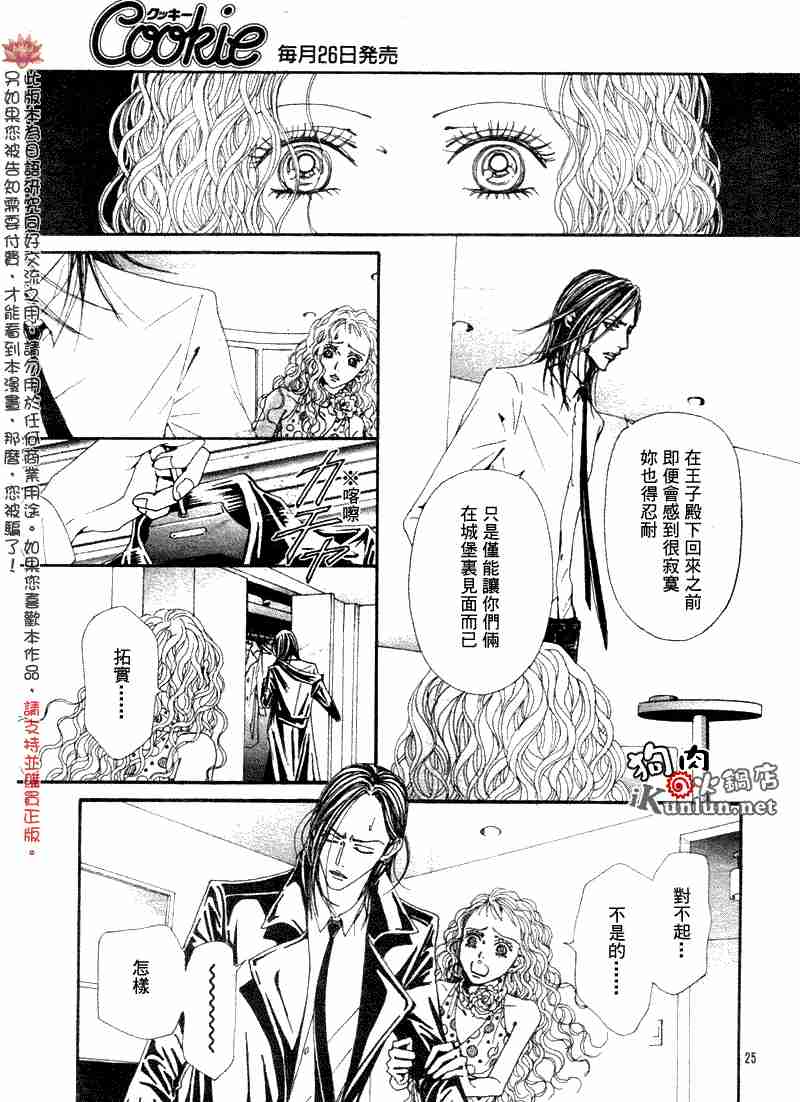 クッキー
Cookie
毎月26日発売
此版本為日語研究同好交流之用，請勿用於任何商業用途。如果您喜歡本作品，請支持並購買正版。
只如果您被告知需要付費，才能看到本漫畫，那麼，您被騙了！
在王子殿下回來之前
即便會感到很寂寞
妳也得忍耐
只是僅能讓你們倆
在城堡裏見面而已
※喀嚓
カチャ
拓實……
狗肉火鍋店
iKunlun.net
對不起…
不是的……
怎樣
25